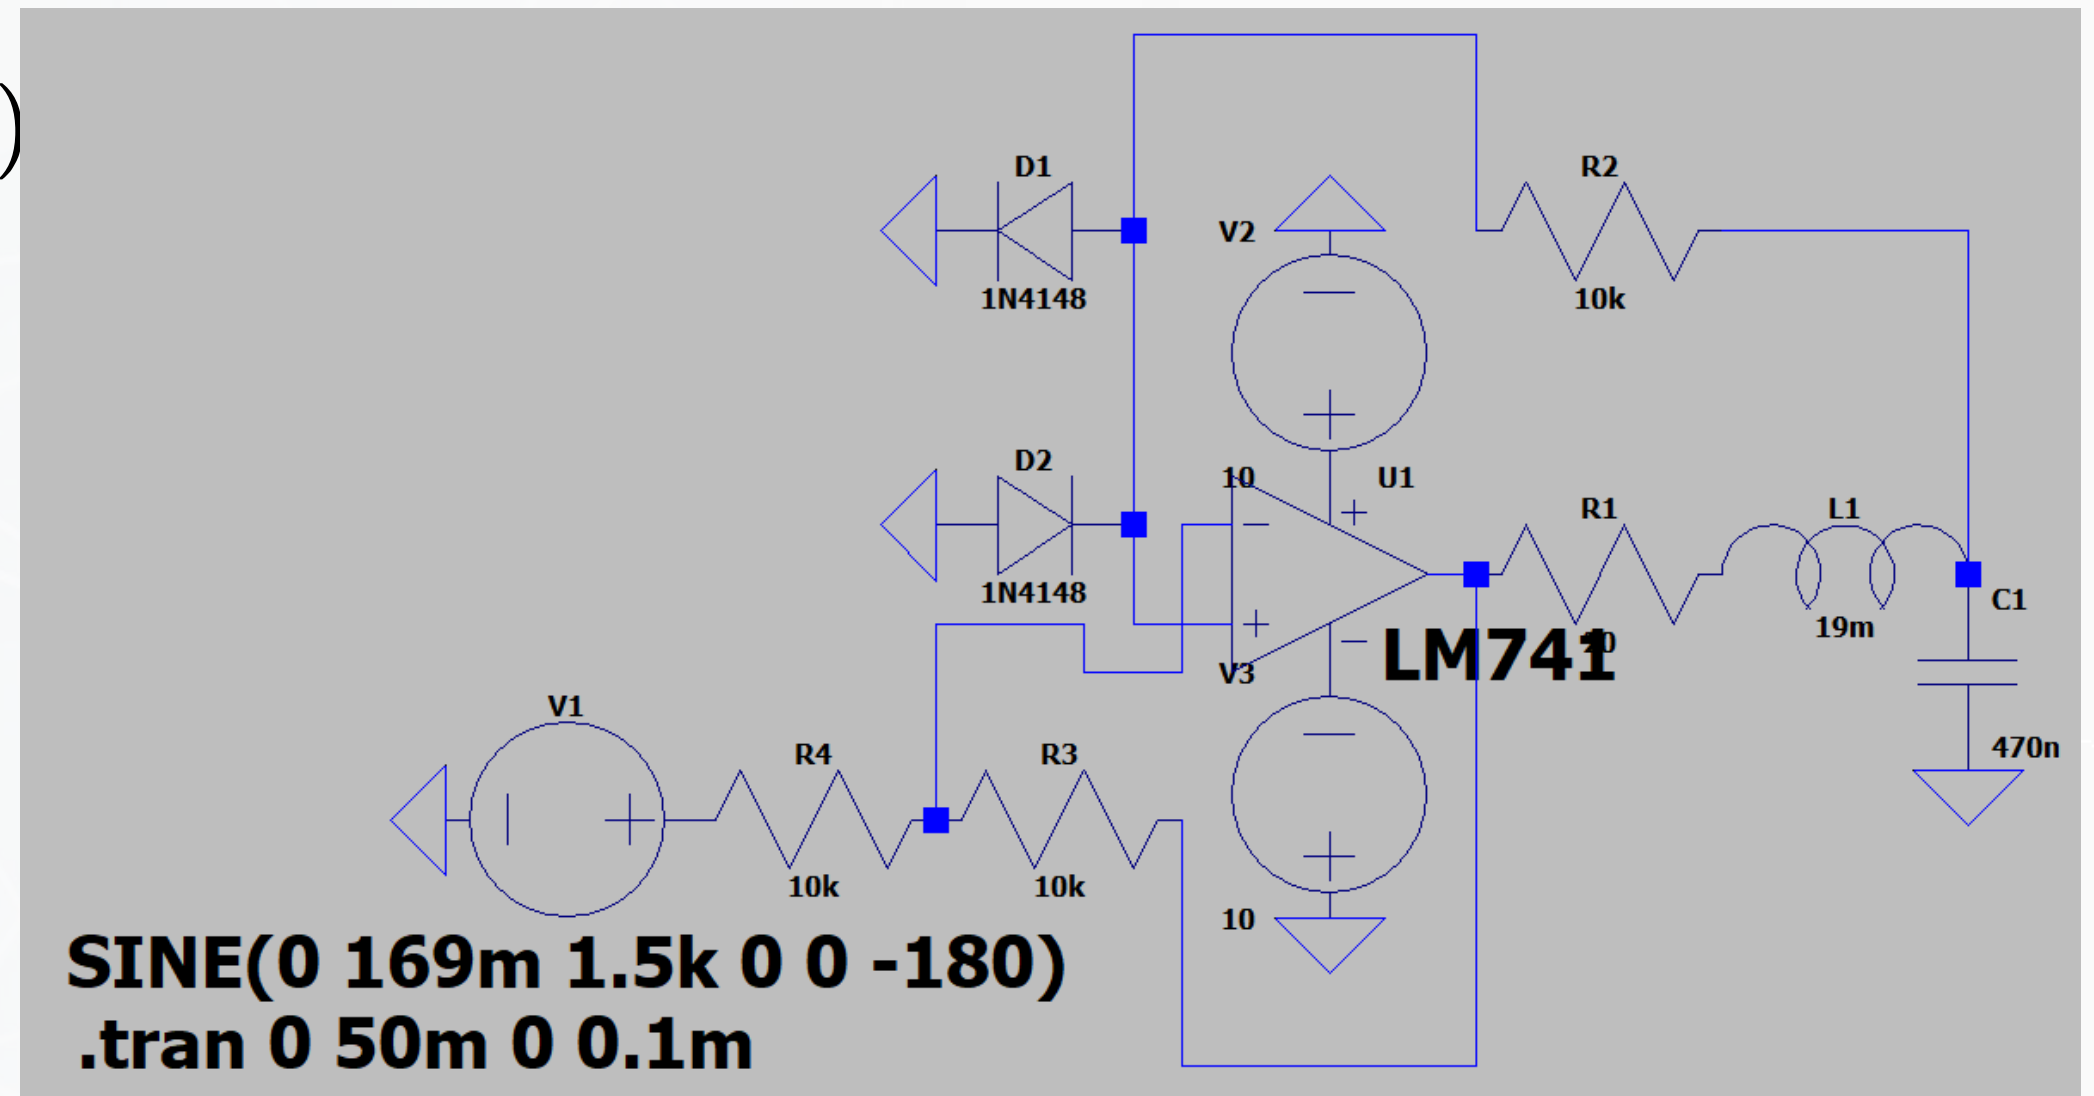 )
D1
R2
V2
1N4148
10k
D2
10
U1
R1
L1
1N4148
C1
19m
V3
LM741
V1
R4
R3
470n
10k
10k
10
SINE(0 169m 1.5k 0 0 -180)
.tran 0 50m 0 0.1m